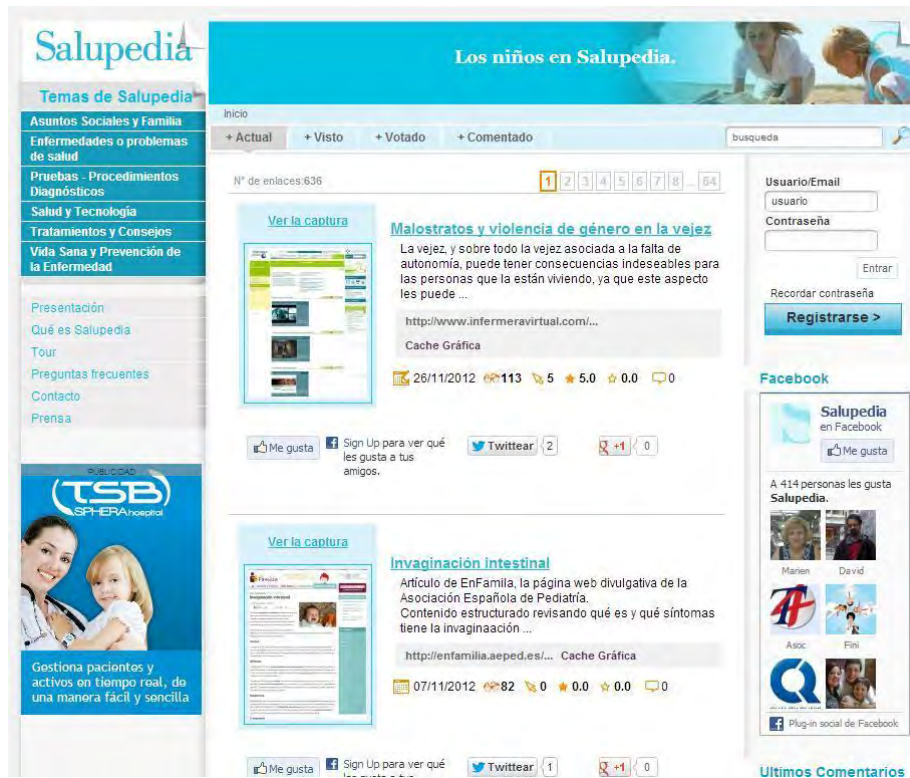 Salupedia
Los niños en Salupedia.
Temas de Salupedia
Asuntos Sociales y Familia
Enfermedades o problemas
de salud
Pruebas - Procedimientos
Diagnósticos
Salud y Tecnología
Tratamientos y Consejos
Vida Sana y Prevención de
la Enfermedad
Presentación
Qué es Salupedia
Tour
Preguntas frecuentes
Contacto
Prensa
PUBLICIDAD
TSB
SPHERA hospital
Gestiona pacientes y
activos en tiempo real, de
una manera fácil y sencilla
Inicio
+ Actual + Visto + Votado + Comentado
busqueda
Nº de enlaces:636
1 2 3 4 5 6 7 8 ... 64
Ver la captura
Malostratos y violencia de género en la vejez
La vejez, y sobre todo la vejez asociada a la falta de
autonomía, puede tener consecuencias indeseables para
las personas que la están viviendo, ya que este aspecto
les puede ...
http://www.infermeravirtual.com/...
Cache Gráfica
26/11/2012 113 5 5.0 0.0 0
Me gusta
Sign Up para ver qué
les gusta a tus
amigos.
Twittear 2
+1 0
Ver la captura
Invaginación intestinal
Artículo de EnFamila, la página web divulgativa de la
Asociación Española de Pediatría.
Contenido estructurado revisando qué es y qué síntomas
tiene la invaginaación ...
http://enfamilia.aeped.es/... Cache Gráfica
07/11/2012 82 0 0.0 0.0 0
Me gusta
Sign Up para ver qué
les gusta a tus
Twittear 1
+1 0
Usuario/Email
usuario
Contraseña
Entrar
Recordar contraseña
Registrarse >
Facebook
Salupedia
en Facebook
Me gusta
A 414 personas les gusta
Salupedia.
Marien David
Asoc Fini
Plug-in social de Facebook
Ultimos Comentarios